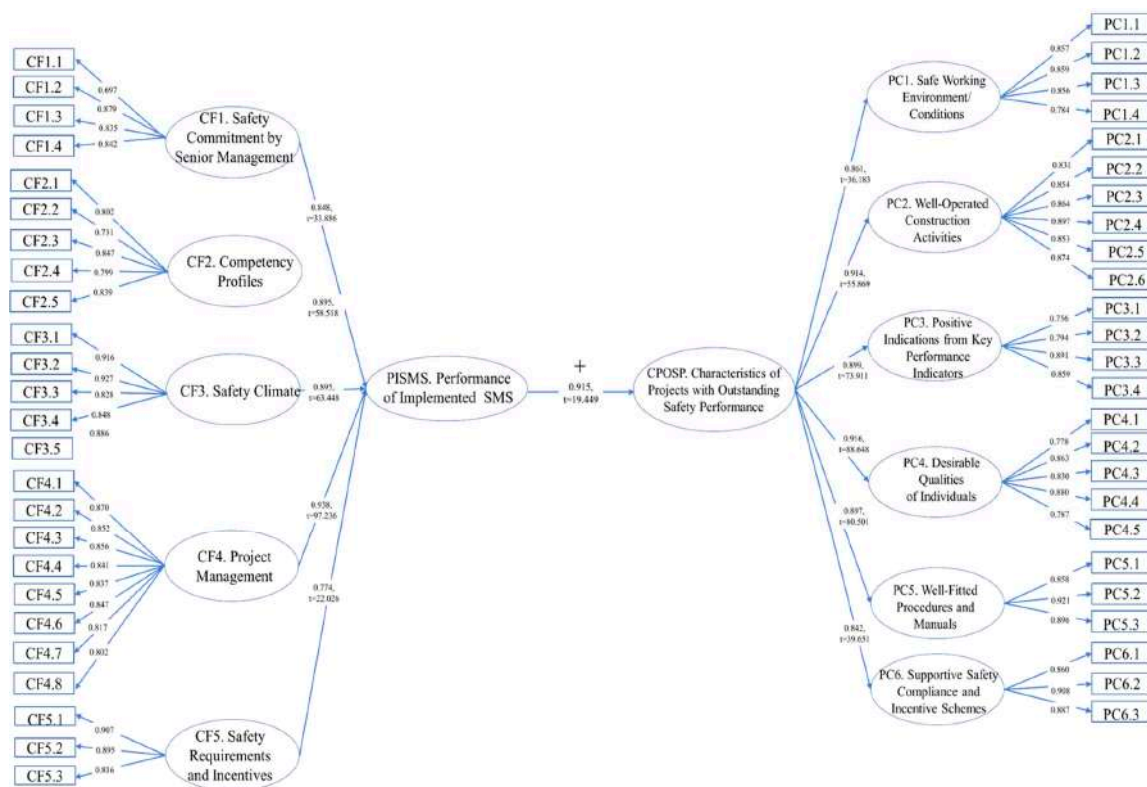 CF1.1
CF1.2
CF1.3
CF1.4
0.697
0.879
0.835
0.842
CF1. Safety
Commitment by
Senior Management
CF2.1
CF2.2
CF2.3
CF2.4
CF2.5
0.802
0.731
0.847
0.799
0.839
CF2. Competency
Profiles
CF3.1
CF3.2
CF3.3
CF3.4
CF3.5
0.916
0.927
0.828
0.848
0.886
CF3. Safety Climate
CF4.1
CF4.2
CF4.3
CF4.4
CF4.5
CF4.6
CF4.7
CF4.8
0.870
0.852
0.856
0.841
0.837
0.847
0.817
0.802
CF4. Project
Management
CF5.1
CF5.2
CF5.3
0.907
0.895
0.816
CF5. Safety
Requirements
and Incentives
0.848,
t=33.886
0.895,
t=58.518
0.895,
t=63.448
0.938,
t=97.236
0.774,
t=22.026
PISMS. Performance
of Implemented SMS
+
0.915,
t=19.449
CPOSP. Characteristics of
Projects with Outstanding
Safety Performance
0.861,
t=36.183
0.914,
t=55.869
0.899,
t=73.911
0.916,
t=88.648
0.897,
t=80.501
0.842,
t=39.651
PC1. Safe Working
Environment/
Conditions
0.857
0.859
0.856
0.784
PC1.1
PC1.2
PC1.3
PC1.4
PC2. Well-Operated
Construction
Activities
0.831
0.854
0.864
0.897
0.853
0.874
PC2.1
PC2.2
PC2.3
PC2.4
PC2.5
PC2.6
PC3. Positive
Indications from Key
Performance
Indicators
0.756
0.794
0.891
0.859
PC3.1
PC3.2
PC3.3
PC3.4
PC4. Desirable
Qualities
of Individuals
0.778
0.863
0.830
0.880
0.787
PC4.1
PC4.2
PC4.3
PC4.4
PC4.5
PC5. Well-Fitted
Procedures and
Manuals
0.858
0.921
0.896
PC5.1
PC5.2
PC5.3
PC6. Supportive Safety
Compliance and
Incentive Schemes
0.860
0.908
0.887
PC6.1
PC6.2
PC6.3